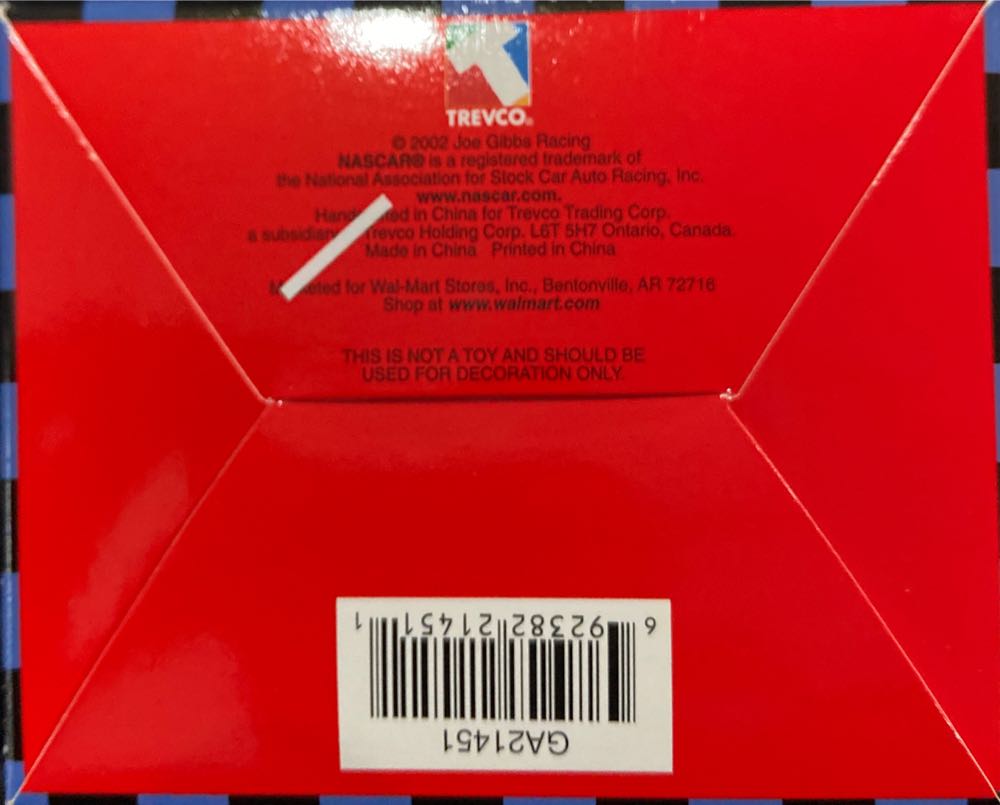 TREVCO®
© 2002 Joe Gibbs Racing
NASCAR® is a registered trademark of
the National Association for Stock Car Auto Racing, Inc.
www.nascar.com.
in China for Trevco Trading Corp.
a Trevco Holding Corp. L6T 5H7 Ontario, Canada.
Made in China Printed in China
for Wal-Mart Stores, Inc., Bentonville, AR 72716
Shop at www.walmart.com
THIS IS NOT A TOY AND SHOULD BE
USED FOR DECORATION ONLY.
GA21451
6 92382 21451 1